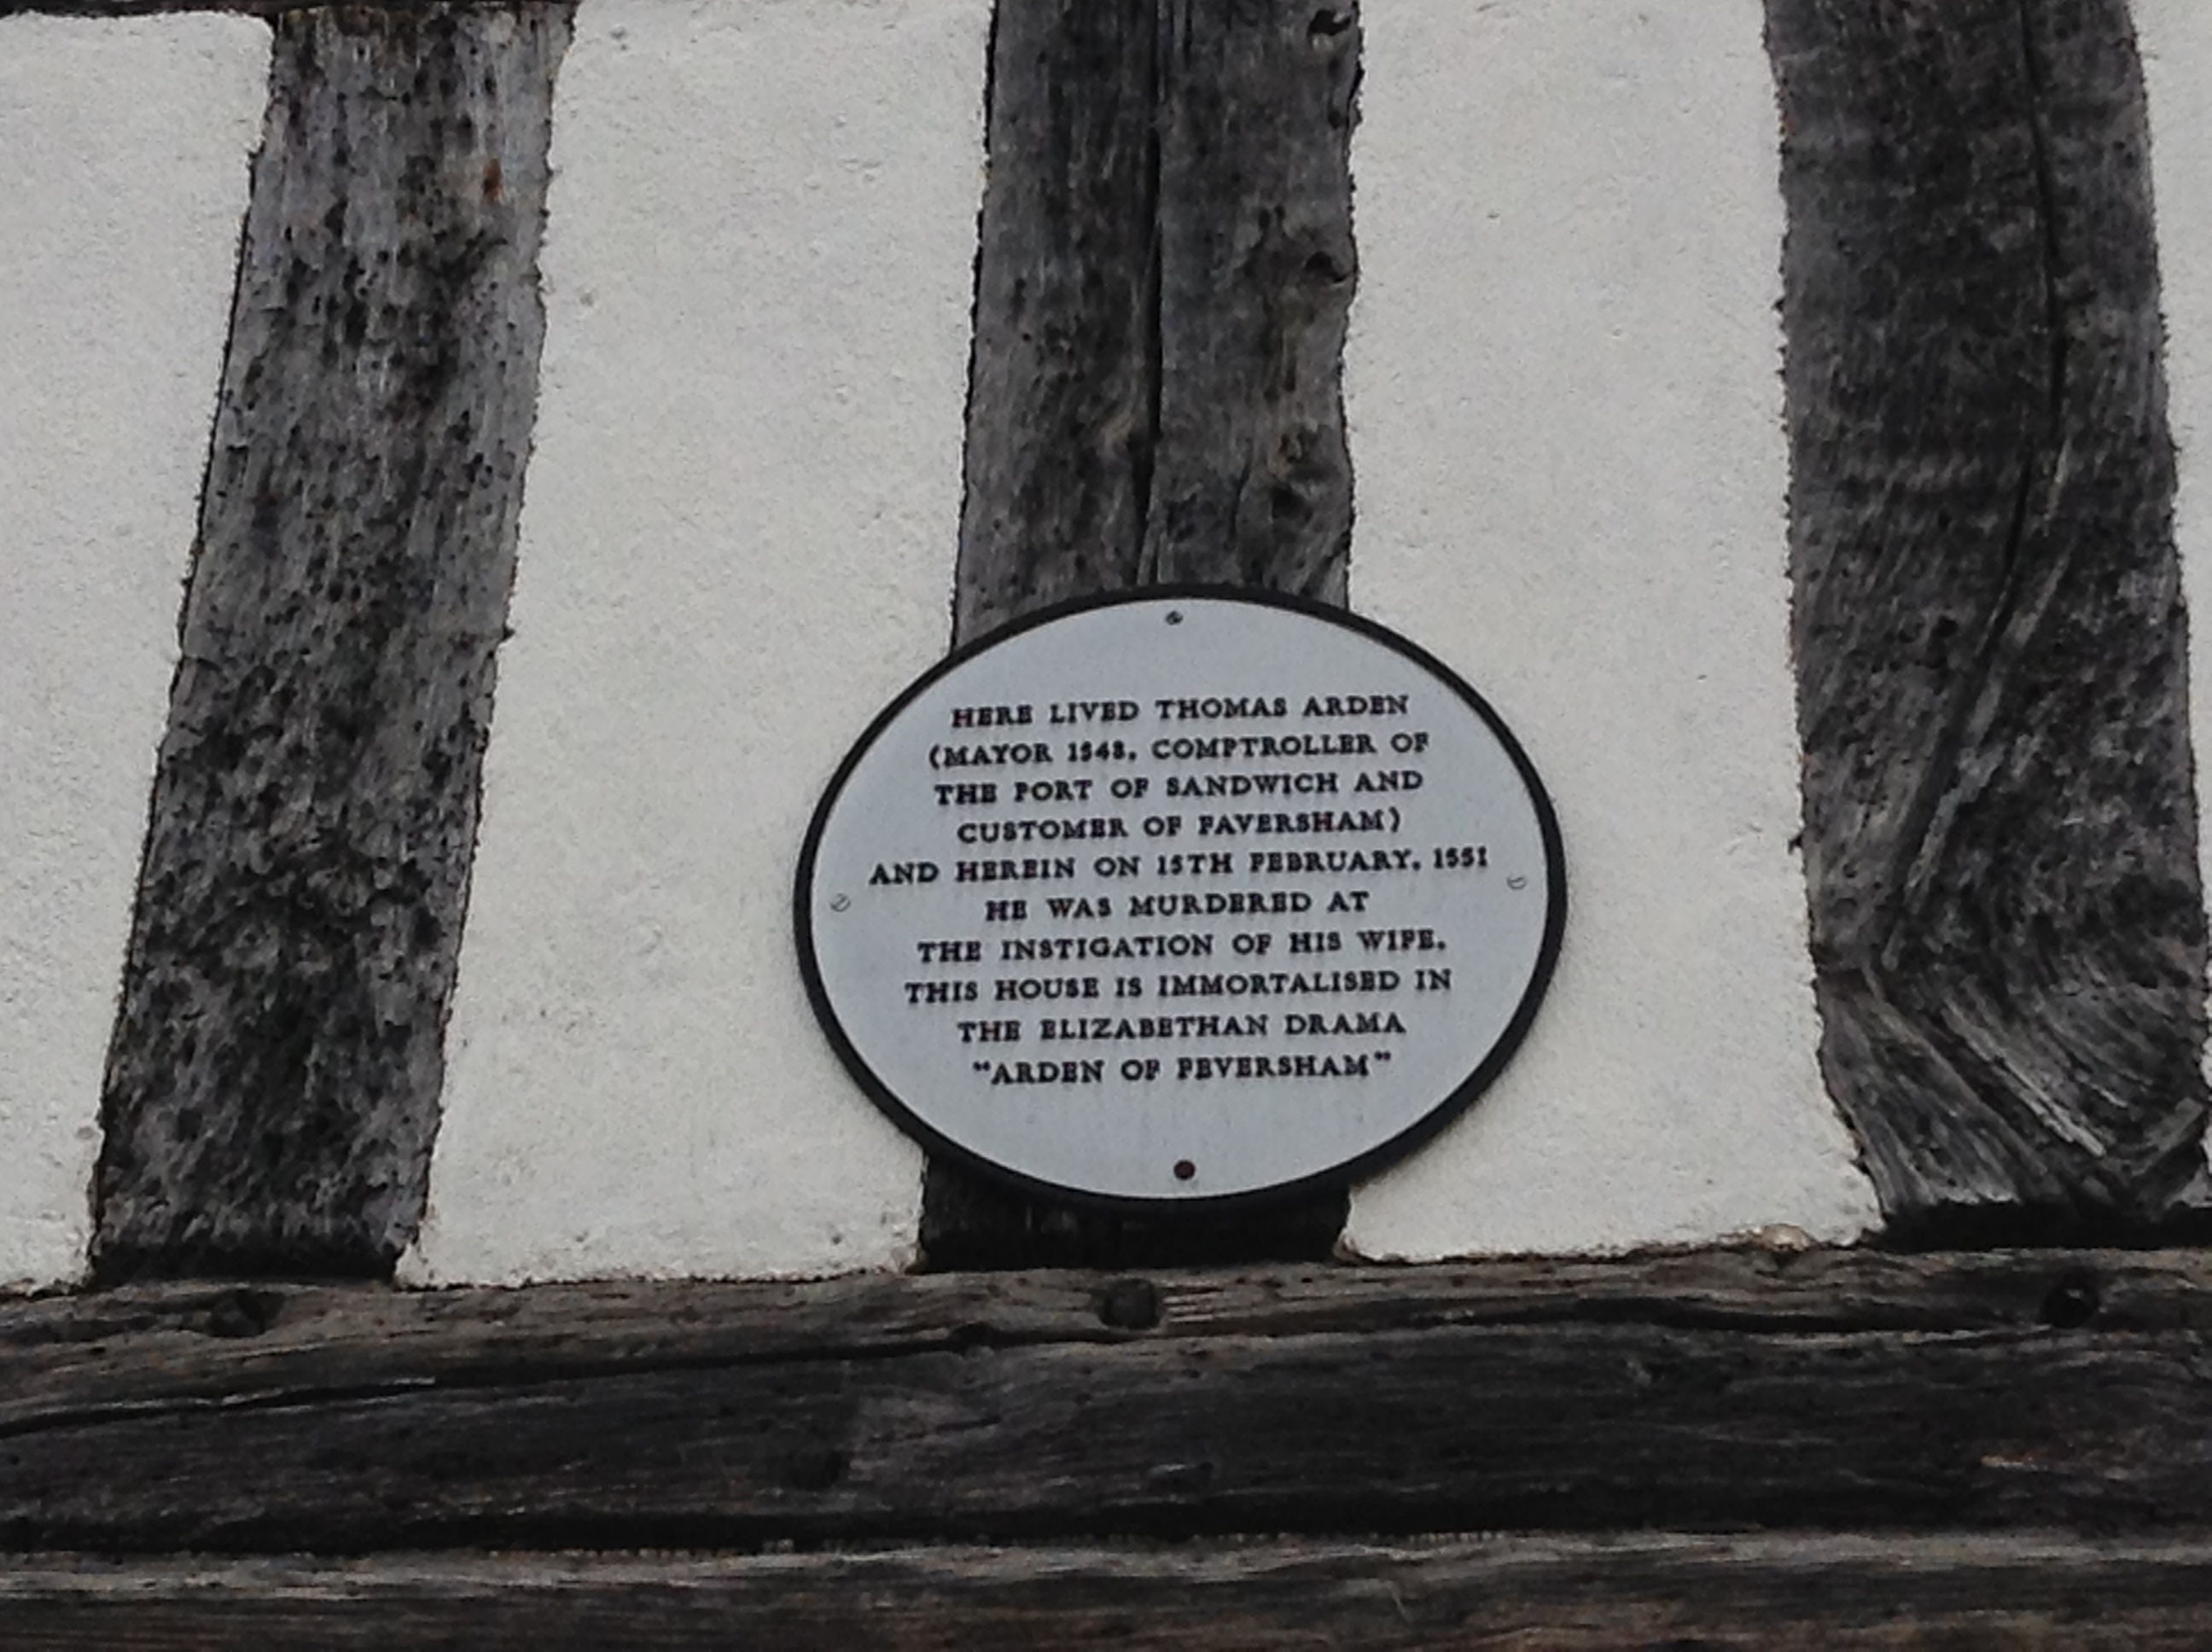 HERE LIVED THOMAS ARDEN
(MAYOR 1548, COMPTROLLER OF
THE PORT OF SANDWICH AND
CUSTOMER OF FAVERSHAM)
AND HEREIN ON 15TH FEBRUARY, 1551
HE WAS MURDERED AT
THE INSTIGATION OF HIS WIFE.
THIS HOUSE IS IMMORTALISED IN
THE ELIZABETHAN DRAMA
"ARDEN OF FEVERSHAM"